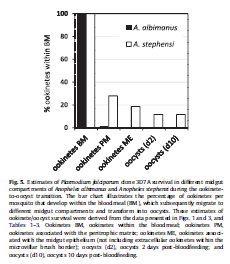 100
80
60
40
20
0
% ookinetes within BM
A. albimanus
A. stephensi
ookinetes BM
ookinetes PM
ookinetes ME
oocysts (d2)
oocysts (d10)
Fig. 5. Estimates of Plasmodium falciparum clone 3D7A survival in different midgut
compartments of Anopheles albimanus and Anopheles stephensi during the ookinete-
to-oocyst transition. The bar chart illustrates the percentage of ookinetes per
mosquito that develop within the bloodmeal (BM), which subsequently migrate to
different midgut compartments and transform into oocysts. These estimates of
ookinete/oocyst survival were derived from the data presented in Figs. 1 and 3, and
Tables 1–3. Ookinetes BM, ookinetes within the bloodmeal; ookinetes PM,
ookinetes associated with the peritrophic matrix; ookinetes ME, ookinetes associ-
ated with the midgut epithelium (not including extracellular ookinetes within the
microvillar brush border); oocysts (d2), oocysts 2 days post-bloodfeeding; and
oocysts (d10), oocysts 10 days post-bloodfeeding.